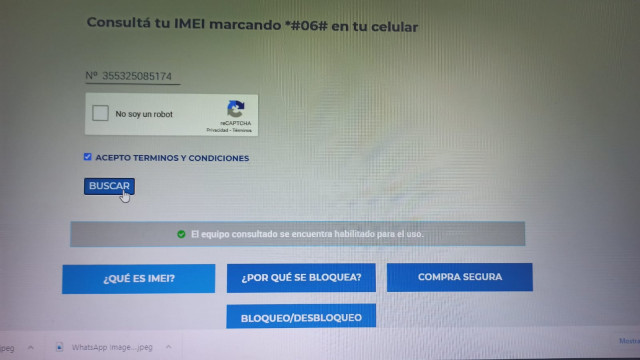 Consultá tu IMEI marcando *#06# en tu celular
Nº 355325085174
No soy un robot
reCAPTCHA
Privacidad - Términos
ACEPTO TERMINOS Y CONDICIONES
BUSCAR
El equipo consultado se encuentra habilitado para el uso.
¿QUÉ ES IMEI?
¿POR QUÉ SE BLOQUEA?
COMPRA SEGURA
BLOQUEO/DESBLOQUEO
jpeg
WhatsApp Image...jpeg
Mostra